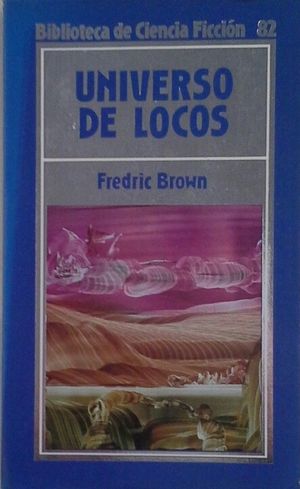 Biblioteca de Ciencia Ficción 82
UNIVERSO
DE LOCOS
Fredric Brown